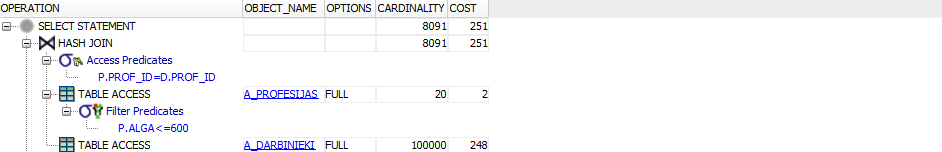 OPERATION OBJECT_NAME OPTIONS CARDINALITY COST
SELECT STATEMENT 8091 251
HASH JOIN 8091 251
Access Predicates
P.PROF_ID=D.PROF_ID
TABLE ACCESS A_PROFESIJAS FULL 20 2
Filter Predicates
P.ALGA<=600
TABLE ACCESS A_DARBINIEKI FULL 100000 248